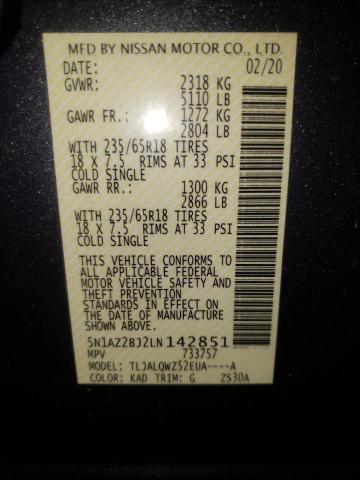 MFD BY NISSAN MOTOR CO., LTD.
DATE: 02/20
GVWR: 2318 KG
5110 LB
GAWR FR.: 1272 KG
2804 LB
WITH 235/65R18 TIRES
18 X 7.5 RIMS AT 33 PSI
COLD SINGLE
GAWR RR.: 1300 KG
2866 LB
WITH 235/65R18 TIRES
18 X 7.5 RIMS AT 33 PSI
COLD SINGLE
THIS VEHICLE CONFORMS TO
ALL APPLICABLE FEDERAL
MOTOR VEHICLE SAFETY AND
THEFT PREVENTION
STANDARDS IN EFFECT ON
THE DATE OF MANUFACTURE
SHOWN ABOVE.
5N1AZ2BJ2LN142851
MPV 733757
MODEL: TLJALQWZ52EUA----A
COLOR: KAD TRIM: G ZS30A